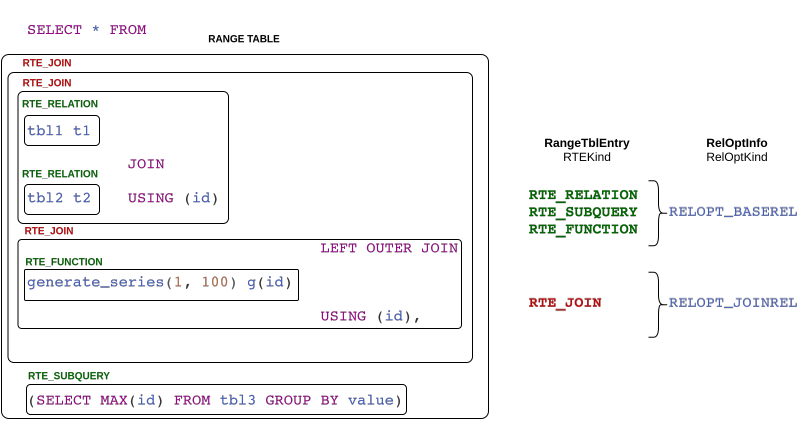 SELECT * FROM
RANGE TABLE
RTE_JOIN
RTE_JOIN
RTE_RELATION
tbl1 t1
JOIN
RTE_RELATION
tbl2 t2 USING (id)
RTE_JOIN
LEFT OUTER JOIN
RTE_FUNCTION
generate_series(1, 100) g(id)
USING (id),
RTE_SUBQUERY
(SELECT MAX(id) FROM tbl3 GROUP BY value)
RangeTblEntry
RTEKind
RTE_RELATION
RTE_SUBQUERY
RTE_FUNCTION
RTE_JOIN
RelOptInfo
RelOptKind
RELOPT_BASEREL
RELOPT_JOINREL